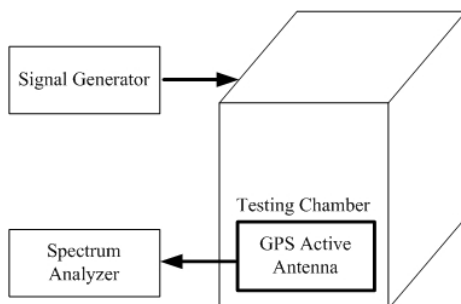 Signal Generator
Testing Chamber
GPS Active
Antenna
Spectrum
Analyzer